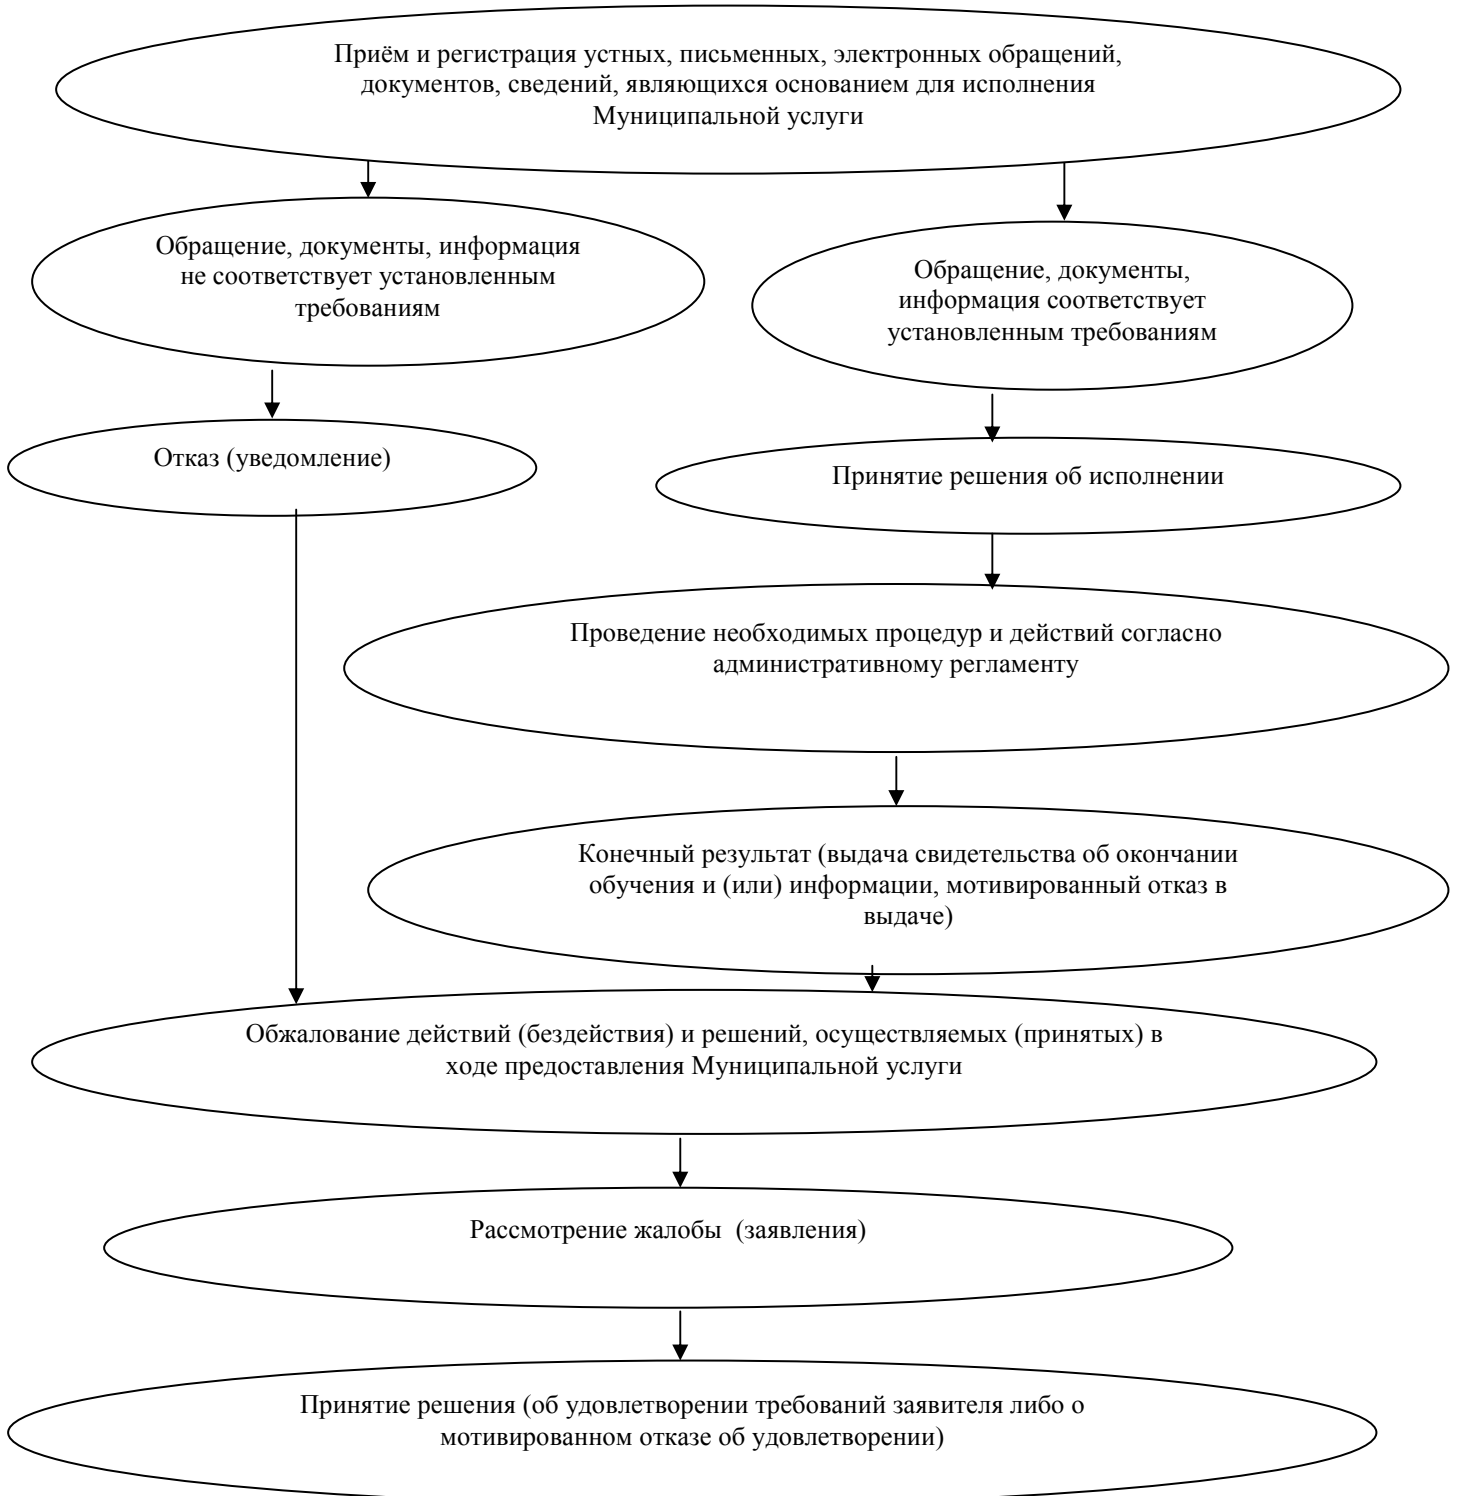 Приём и регистрация устных, письменных, электронных обращений,
документов, сведений, являющихся основанием для исполнения
Муниципальной услуги
Обращение, документы, информация
не соответствует установленным
требованиям
Обращение, документы,
информация соответствует
установленным требованиям
Отказ (уведомление)
Принятие решения об исполнении
Проведение необходимых процедур и действий согласно
административному регламенту
Конечный результат (выдача свидетельства об окончании
обучения и (или) информации, мотивированный отказ в
выдаче)
Обжалование действий (бездействия) и решений, осуществляемых (принятых) в
ходе предоставления Муниципальной услуги
Рассмотрение жалобы  (заявления)
Принятие решения (об удовлетворении требований заявителя либо о
мотивированном отказе об удовлетворении)